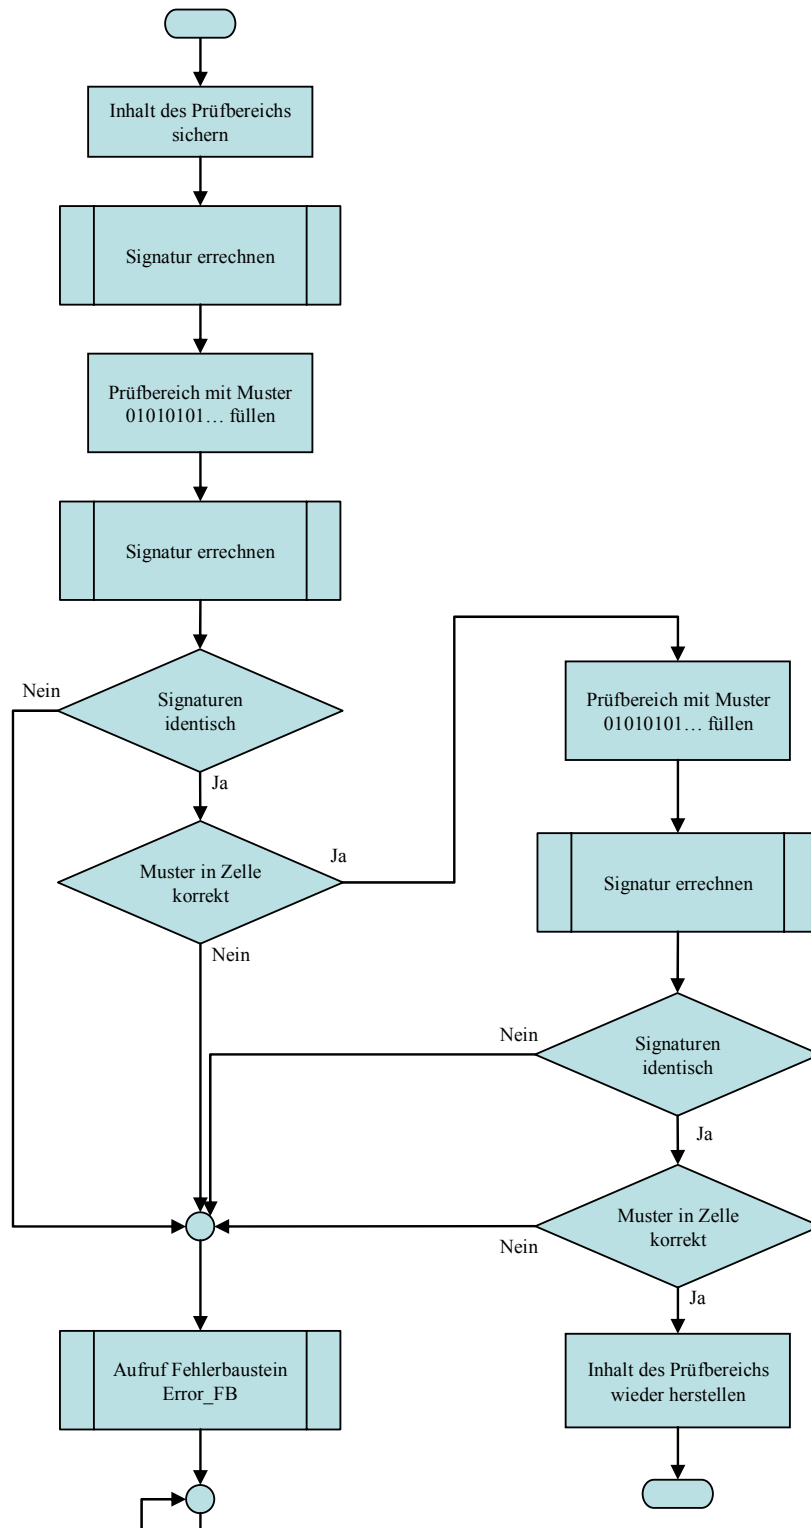 Inhalt des Prüfbereichs
sichern
Signatur errechnen
Prüfbereich mit Muster
01010101… füllen
Signatur errechnen
Signaturen
identisch
Nein
Ja
Muster in Zelle
korrekt
Ja
Nein
Prüfbereich mit Muster
01010101… füllen
Signatur errechnen
Signaturen
identisch
Nein
Ja
Muster in Zelle
korrekt
Nein
Ja
Aufruf Fehlerbaustein
Error_FB
Inhalt des Prüfbereichs
wieder herstellen